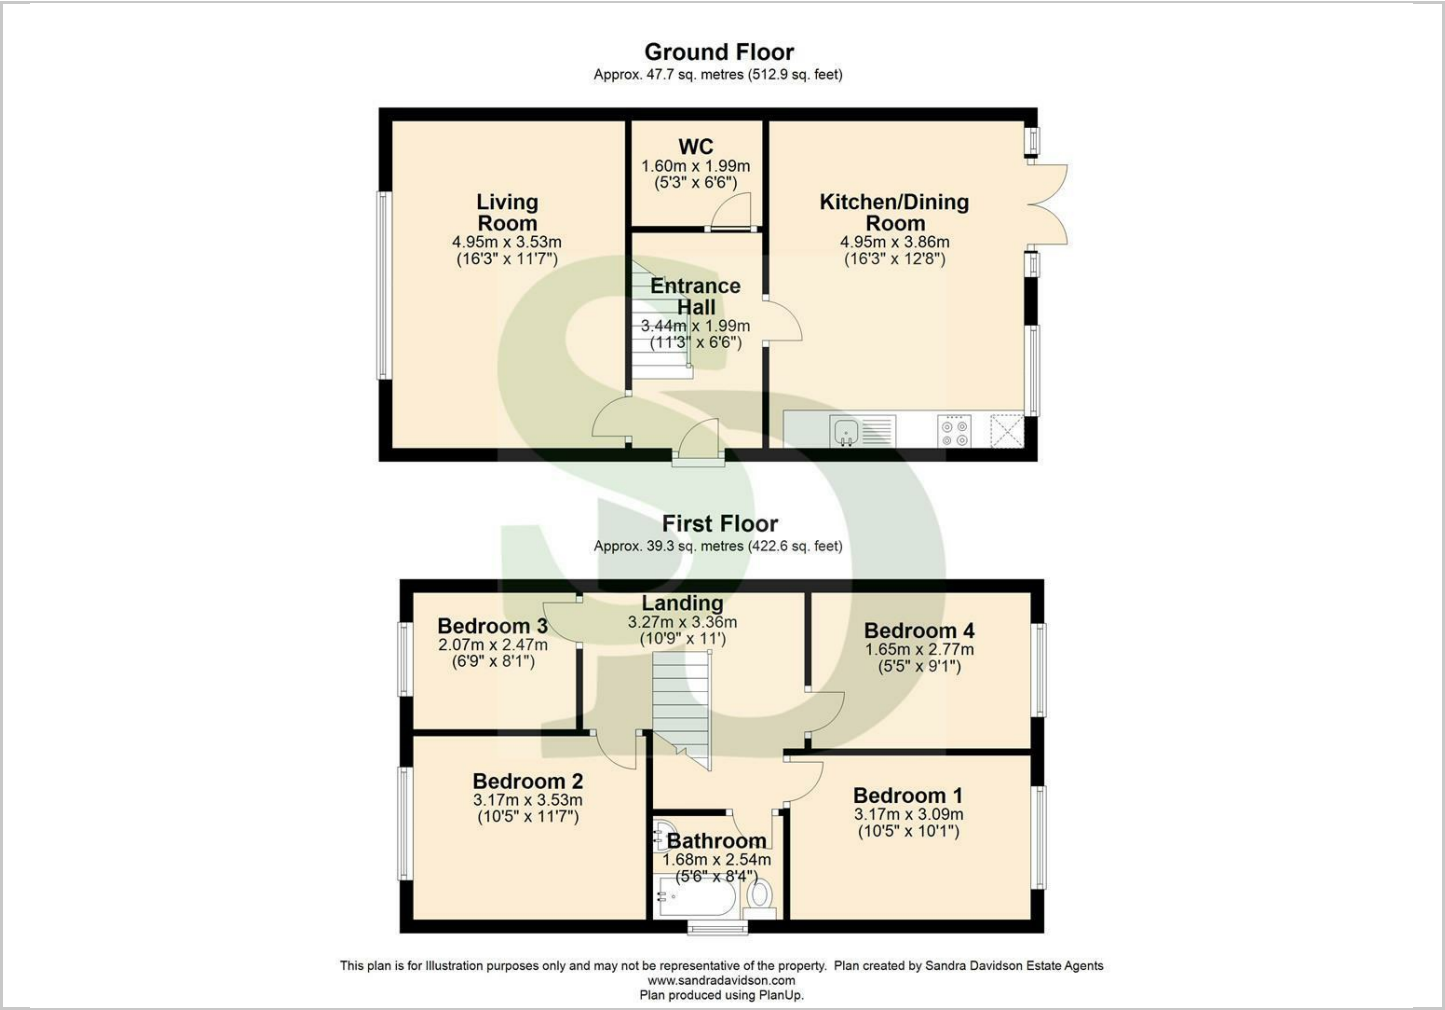 Ground Floor
Approx. 47.7 sq. metres (512.9 sq. feet)
Living
Room
4.95m x 3.53m
(16'3" x 11'7")
WC
1.60m x 1.99m
(5'3" x 6'6")
Kitchen/Dining
Room
4.95m x 3.86m
(16'3" x 12'8")
Entrance
Hall
3.44m x 1.99m
(11'3" x 6'6")
First Floor
Approx. 39.3 sq. metres (422.6 sq. feet)
Landing
3.27m x 3.36m
(10'9" x 11')
Bedroom 3
2.07m x 2.47m
(6'9" x 8'1")
Bedroom 4
1.65m x 2.77m
(5'5" x 9'1")
Bedroom 2
3.17m x 3.53m
(10'5" x 11'7")
Bedroom 1
3.17m x 3.09m
(10'5" x 10'1")
Bathroom
1.68m x 2.54m
(5'6" x 8'4")
SD
This plan is for Illustration purposes only and may not be representative of the property.  Plan created by Sandra Davidson Estate Agents
www.sandradavidson.com
Plan produced using PlanUp.